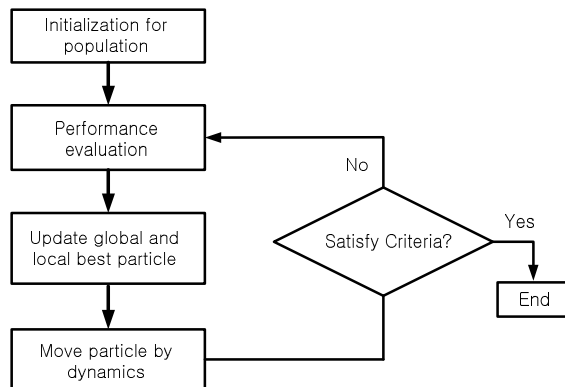 Initialization for
population
Performance
evaluation
Update global and
local best particle
Move particle by
dynamics
No
Satisfy Criteria?
Yes
End